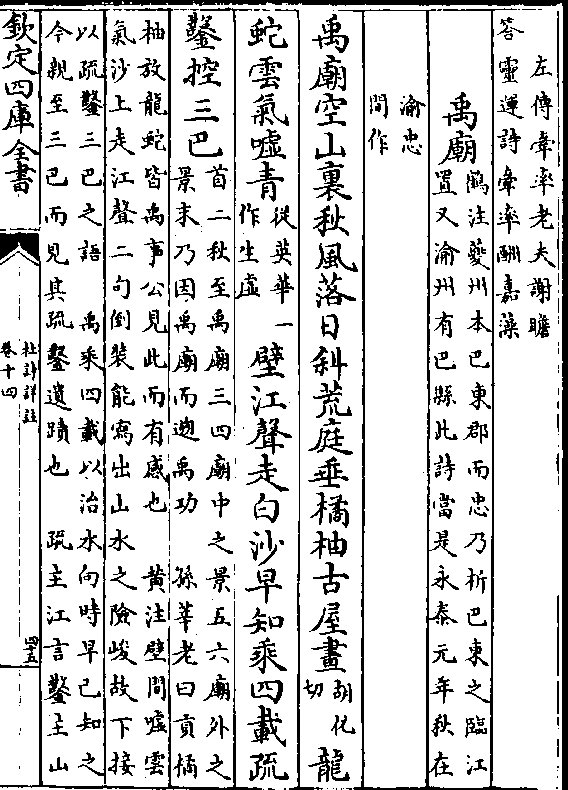 左傳牽率老夫謝瞻
答靈運詩牽率酬嘉藻
禹廟
鶴注夔州本巴東郡而忠乃析巴東之臨江
置又渝州有巴縣此詩當是永泰元年秋在
渝忠
間作
禹廟空山裏秋風落日斜荒庭垂橘柚古屋畫胡化切龍
蛇雲氣噓青從英華一作生虛壁江聲走白沙早知乘四載疏
鑿控三巴
首二秋至禹廟三四廟中之景五六廟外之
景末乃因禹廟而遡禹功 孫莘老曰貢橘
柚放龍蛇皆禹事公見此而有感也 黄注壁間噓雲
氣沙上走江聲二句倒裝能寫出山水之險峻故下接
以疏鑿三巴之語 禹乘四載以治水向時早已知之
今親至三巴而見其疏鑿遺蹟也 疏主江言鑿主山
欽定四庫全書
杜詩詳註
卷十四
四十五